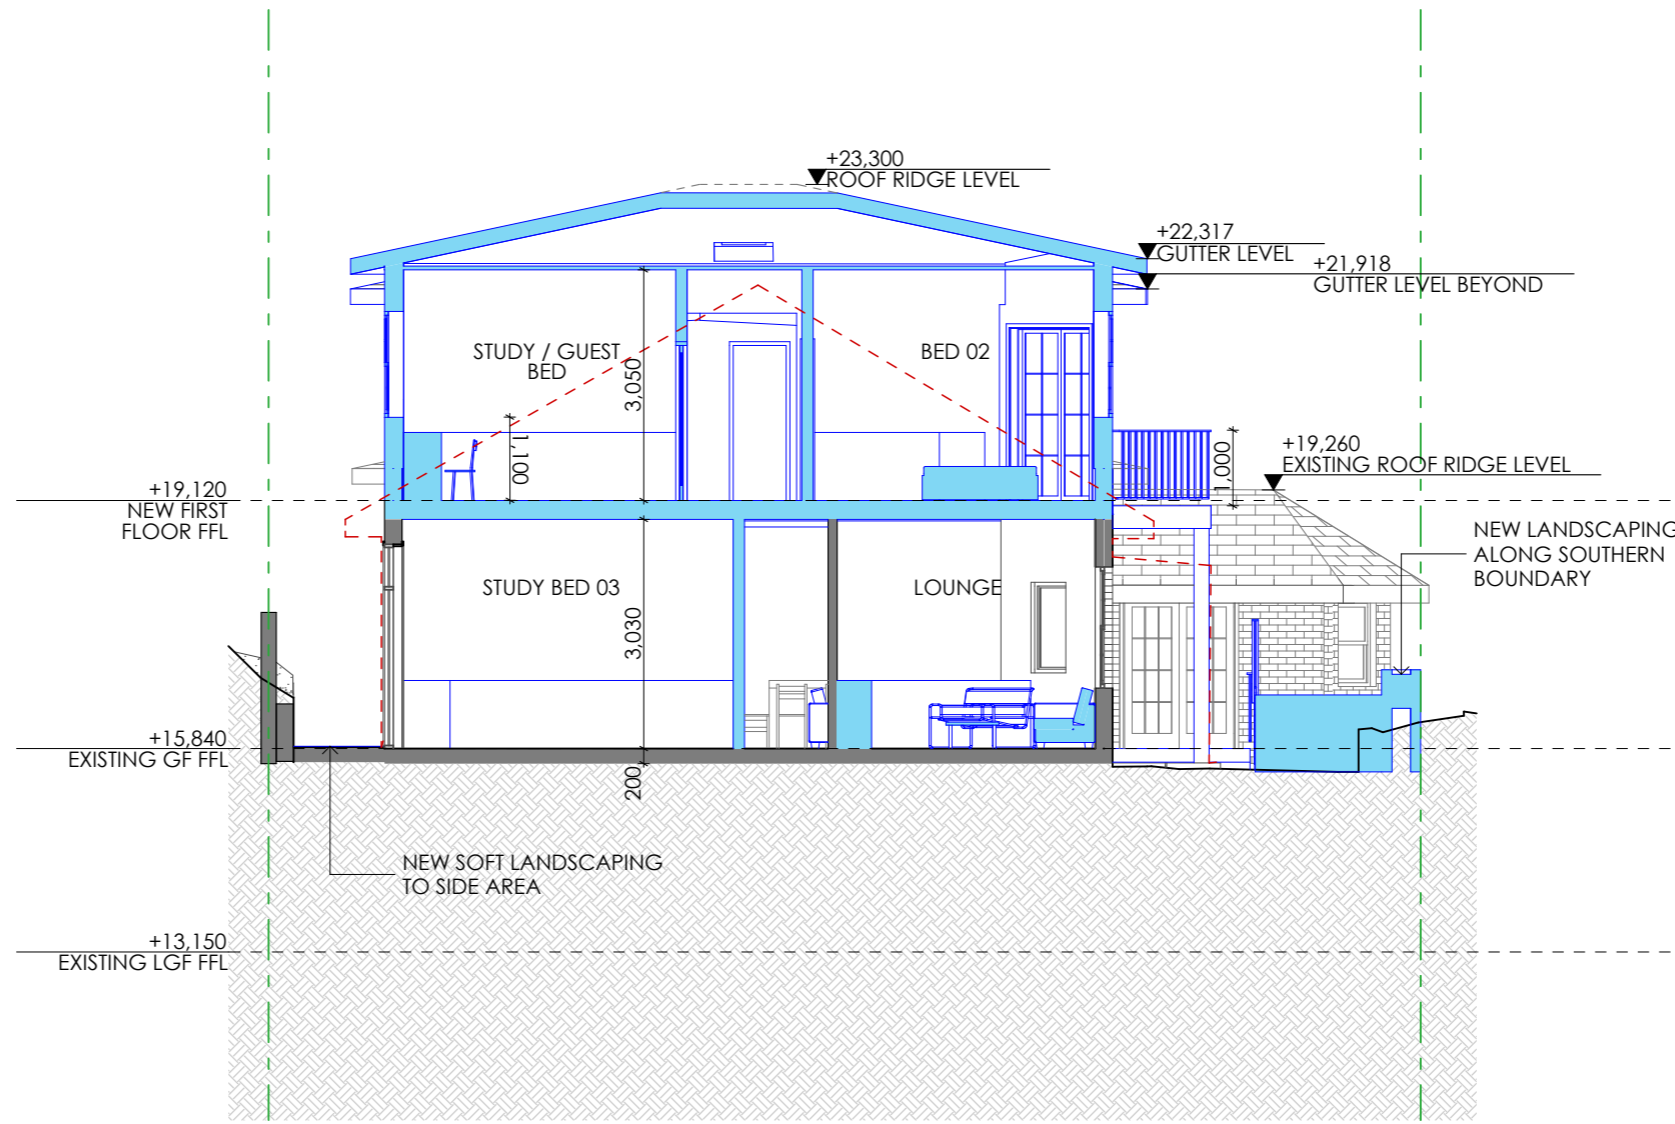 +23,300
ROOF RIDGE LEVEL
+22,317
GUTTER LEVEL
+21,918
GUTTER LEVEL BEYOND
STUDY / GUEST
BED
3,050
BED 02
1,100
1,000
+19,260
EXISTING ROOF RIDGE LEVEL
+19,120
NEW FIRST
FLOOR FFL
NEW LANDSCAPING
ALONG SOUTHERN
BOUNDARY
STUDY BED 03
3,030
LOUNGE
+15,840
EXISTING GF FFL
200
NEW SOFT LANDSCAPING
TO SIDE AREA
+13,150
EXISTING LGF FFL